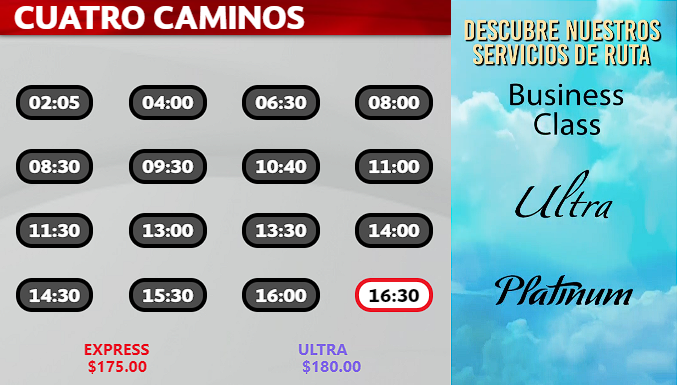 CUATRO CAMINOS
02:05 04:00 06:30 08:00
08:30 09:30 10:40 11:00
11:30 13:00 13:30 14:00
14:30 15:30 16:00 16:30
EXPRESS ULTRA
$175.00 $180.00
DESCUBRE NUESTROS
SERVICIOS DE RUTA
Business
Class
Ultra
Platinum